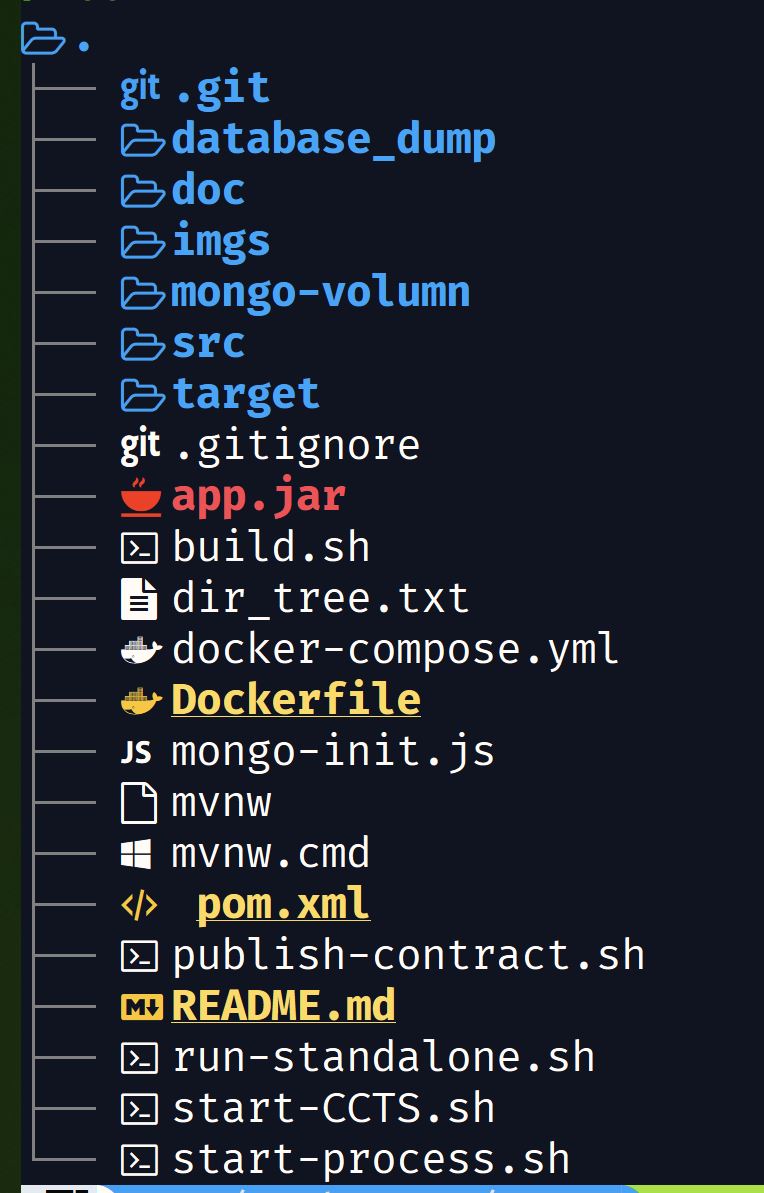 .
git .git
database_dump
doc
imgs
mongo-volumn
src
target
git .gitignore
app.jar
build.sh
dir_tree.txt
docker-compose.yml
Dockerfile
JS mongo-init.js
mvnw
mvnw.cmd
</> pom.xml
publish-contract.sh
M README.md
run-standalone.sh
start-CCTS.sh
start-process.sh